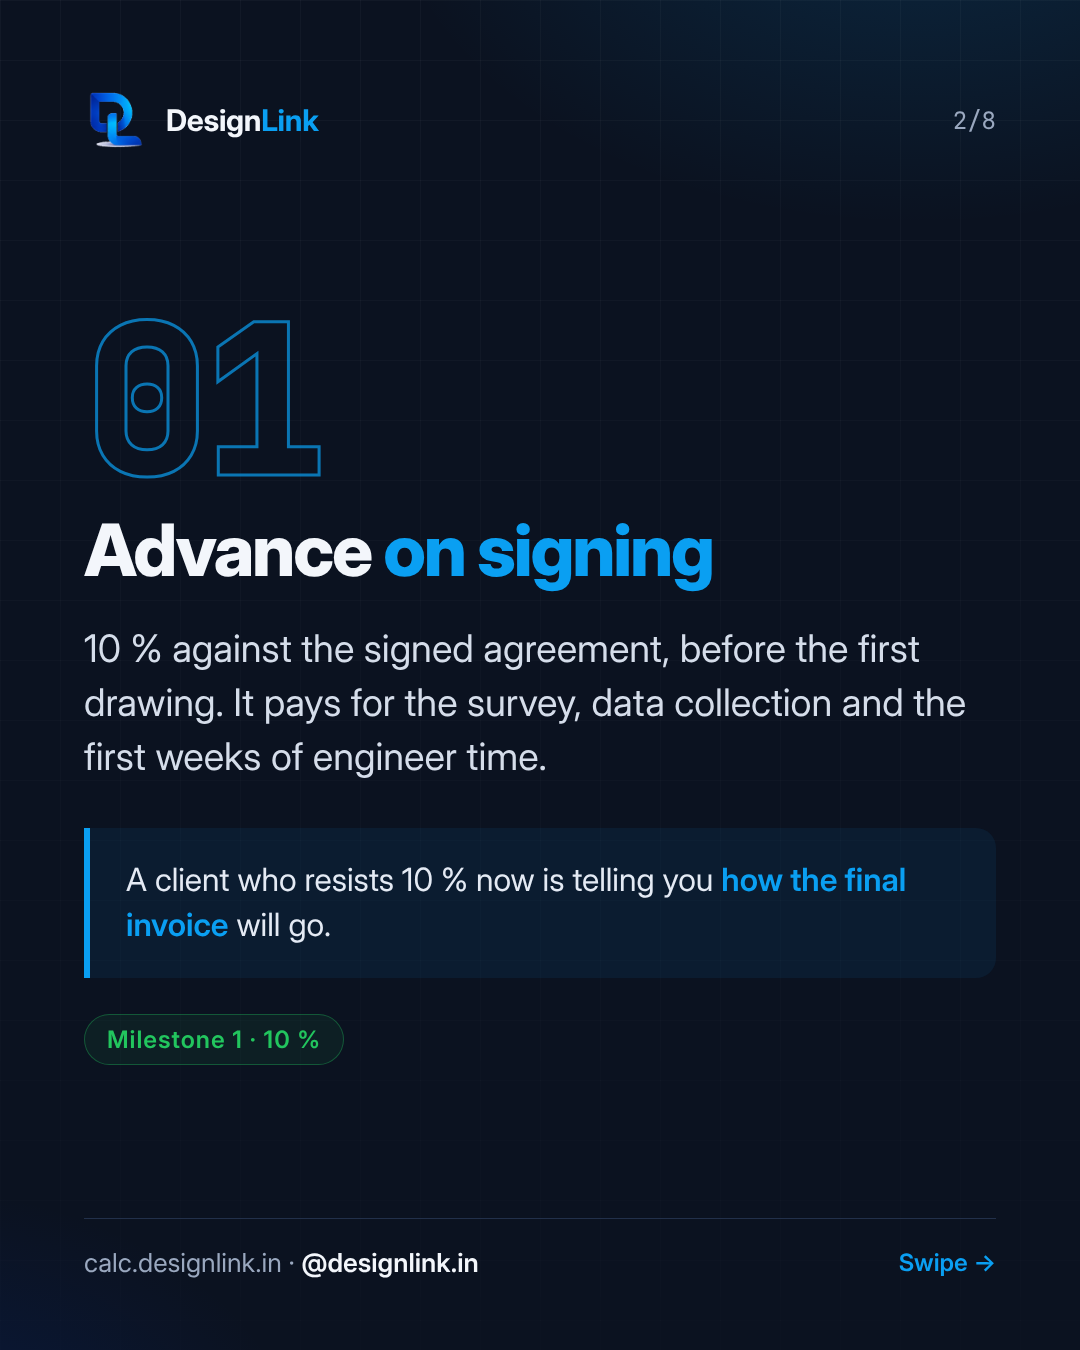 DesignLink
2/8
01
Advance on signing
10 % against the signed agreement, before the first
drawing. It pays for the survey, data collection and the
first weeks of engineer time.
A client who resists 10 % now is telling you how the final
invoice will go.
Milestone 1 · 10 %
calc.designlink.in · @designlink.in
Swipe →